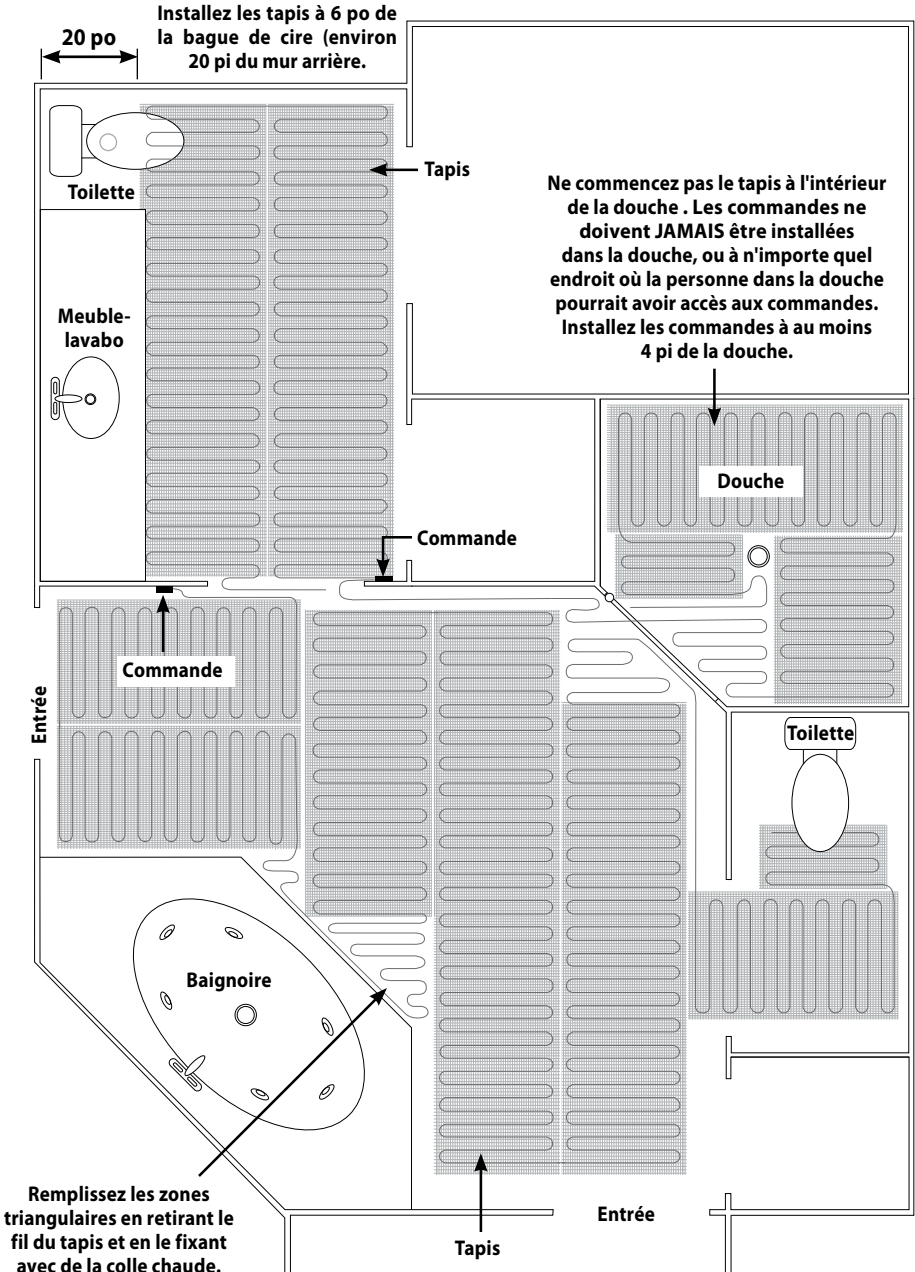 Installez les tapis à 6 po de
la bague de cire (environ
20 pi du mur arrière.
20 po
Toilette
Tapis
Ne commencez pas le tapis à l'intérieur
de la douche . Les commandes ne
doivent JAMAIS être installées
dans la douche, ou à n'importe quel
endroit où la personne dans la douche
pourrait avoir accès aux commandes.
Installez les commandes à au moins
4 pi de la douche.
Meuble-
lavabo
Douche
Commande
Commande
Entrée
Toilette
Baignoire
Remplissez les zones
triangulaires en retirant le
fil du tapis et en le fixant
avec de la colle chaude.
Tapis
Entrée